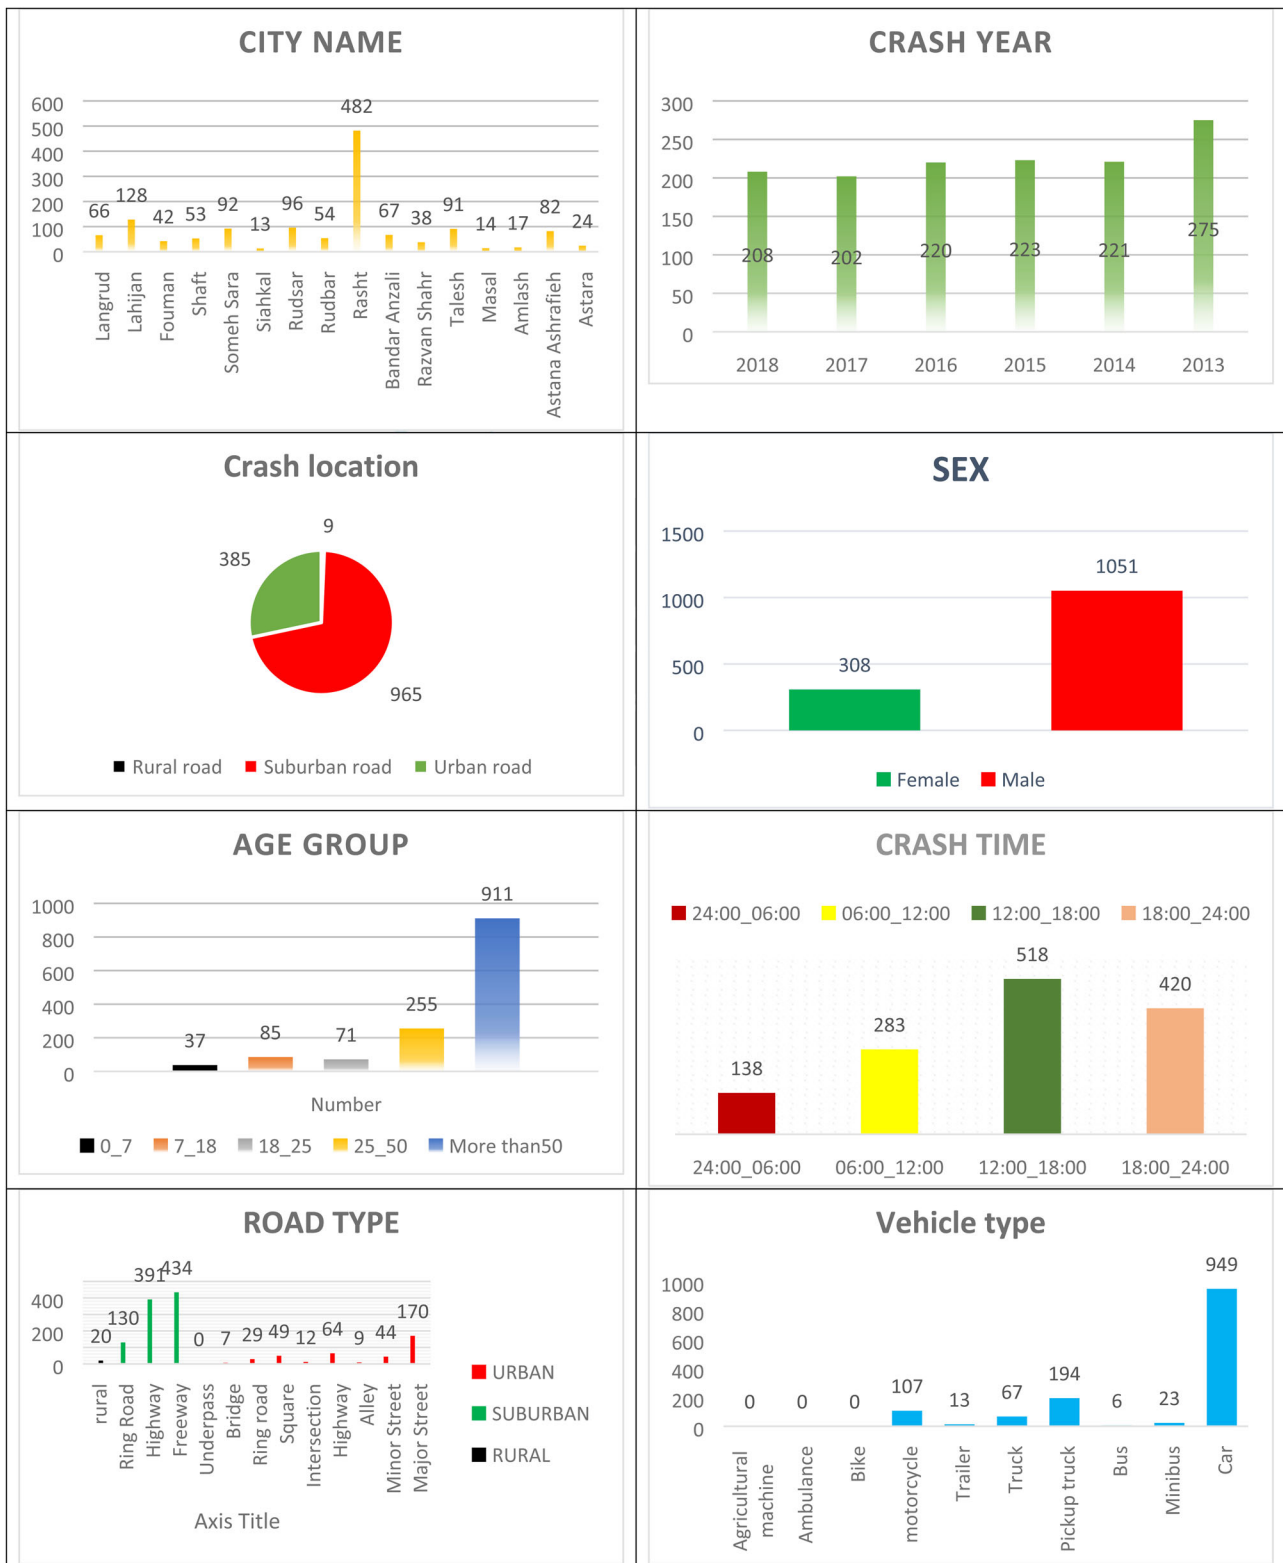 CITY NAME
600
500
400
300
200
100
0
66
128
42
53
92
13
96
54
482
67
38
91
14
17
82
24
Langrud
Lahijan
Fouman
Shaft
Someh Sara
Siahkal
Rudsar
Rudbar
Rasht
Bandar Anzali
Razvan Shahr
Talesh
Masal
Amlash
Astana Ashrafieh
Astara
CRASH YEAR
300
250
200
150
100
50
0
208
202
220
223
221
275
2018
2017
2016
2015
2014
2013
Crash location
9
385
965
Rural road
Suburban road
Urban road
SEX
1500
1000
500
0
308
1051
Female
Male
AGE GROUP
1000
800
600
400
200
0
37
85
71
255
911
Number
0_7
7_18
18_25
25_50
More than50
CRASH TIME
24:00_06:00
06:00_12:00
12:00_18:00
18:00_24:00
138
283
518
420
24:00_06:00
06:00_12:00
12:00_18:00
18:00_24:00
ROAD TYPE
400
200
0
20
130
391
434
0
7
29
49
12
64
9
44
170
rural
Ring Road
Highway
Freeway
Underpass
Bridge
Ring road
Square
Intersection
Highway
Alley
Minor Street
Major Street
Axis Title
URBAN
SUBURBAN
RURAL
Vehicle type
1000
800
600
400
200
0
0
0
0
107
13
67
194
6
23
949
Agricultural
machine
Ambulance
Bike
motorcycle
Trailer
Truck
Pickup truck
Bus
Minibus
Car